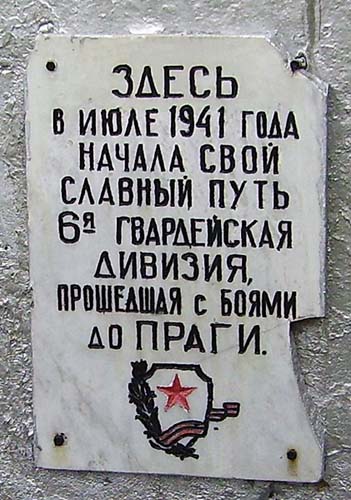 ЗДЕСЬ
В ИЮЛЕ 1941 ГОДА
НАЧАЛА СВОЙ
СЛАВНЫЙ ПУТЬ
6Я ГВАРДЕЙСКАЯ
ДИВИЗИЯ,
ПРОШЕДШАЯ С БОЯМИ
ДО ПРАГИ.